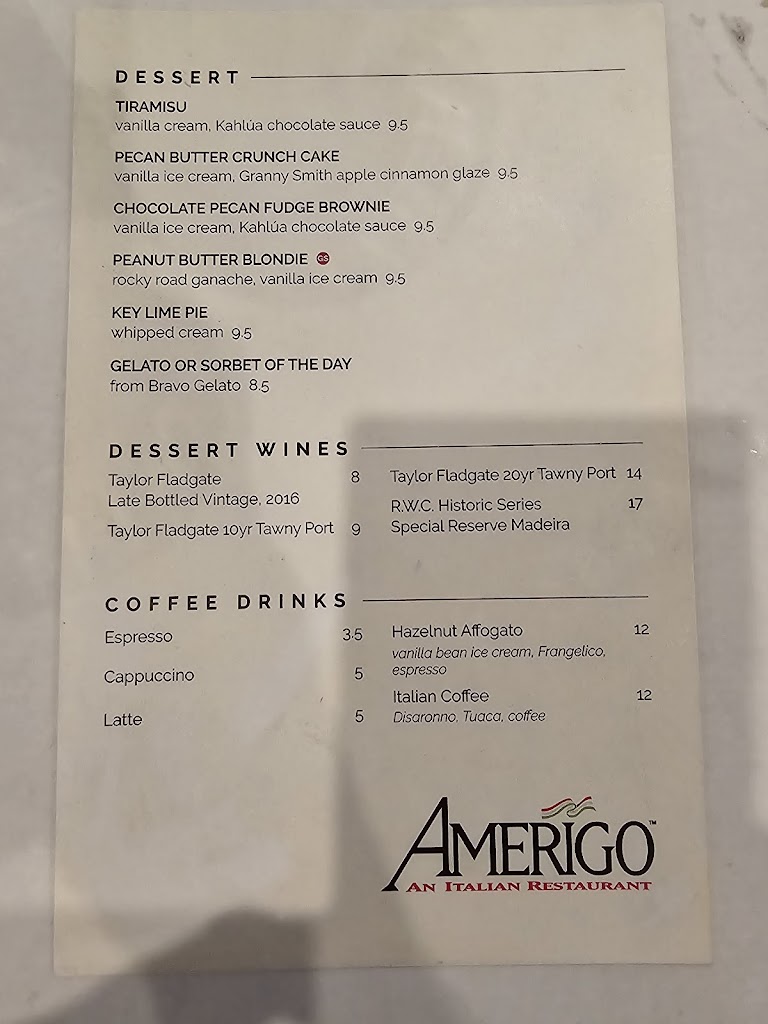 DESSERT
TIRAMISU
vanilla cream, Kahlúa chocolate sauce 9.5
PECAN BUTTER CRUNCH CAKE
vanilla ice cream, Granny Smith apple cinnamon glaze 9.5
CHOCOLATE PECAN FUDGE BROWNIE
vanilla ice cream, Kahlúa chocolate sauce 9.5
PEANUT BUTTER BLONDIE GS
rocky road ganache, vanilla ice cream 9.5
KEY LIME PIE
whipped cream 9.5
GELATO OR SORBET OF THE DAY
from Bravo Gelato 8.5
DESSERT WINES
Taylor Fladgate 8
Late Bottled Vintage, 2016
Taylor Fladgate 10yr Tawny Port 9
Taylor Fladgate 20yr Tawny Port 14
R.W.C. Historic Series 17
Special Reserve Madeira
COFFEE DRINKS
Espresso 3.5
Cappuccino 5
Latte 5
Hazelnut Affogato 12
vanilla bean ice cream, Frangelico,
espresso
Italian Coffee 12
Disaronno, Tuaca, coffee
AMERIGO™
AN ITALIAN RESTAURANT